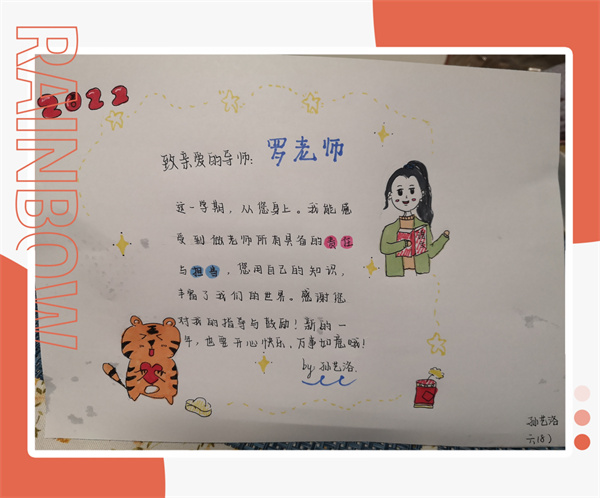 RAINBOW
2022
致亲爱的导师: 罗老师
这一学期，从您身上。我能感
受到做老师所有具备的责任
与担当，您用自己的知识，
丰富了我们的世界。感谢您
对我的指导与鼓励！新的一
年，也要开心快乐，万事如意哦！
by 孙艺洛
孙艺洛
六(8)